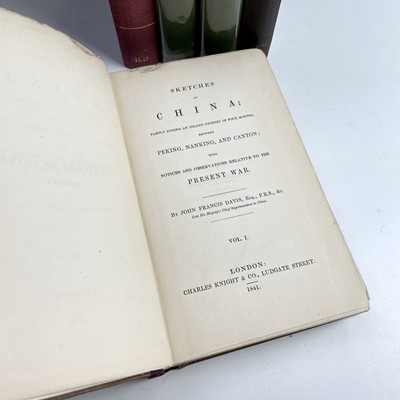 SKETCHES
OF
CHINA;
PARTLY DURING AN INLAND JOURNEY OF FOUR MONTHS,
BETWEEN
PEKING, NANKING, AND CANTON;
WITH
NOTICES AND OBSERVATIONS RELATIVE TO THE
PRESENT WAR.
BY JOHN FRANCIS DAVIS, ESQ., F.R.S., &c.
Late His Majesty's Chief Superintendent in China.
VOL. I.
LONDON:
CHARLES KNIGHT & CO., LUDGATE STREET.
1841.